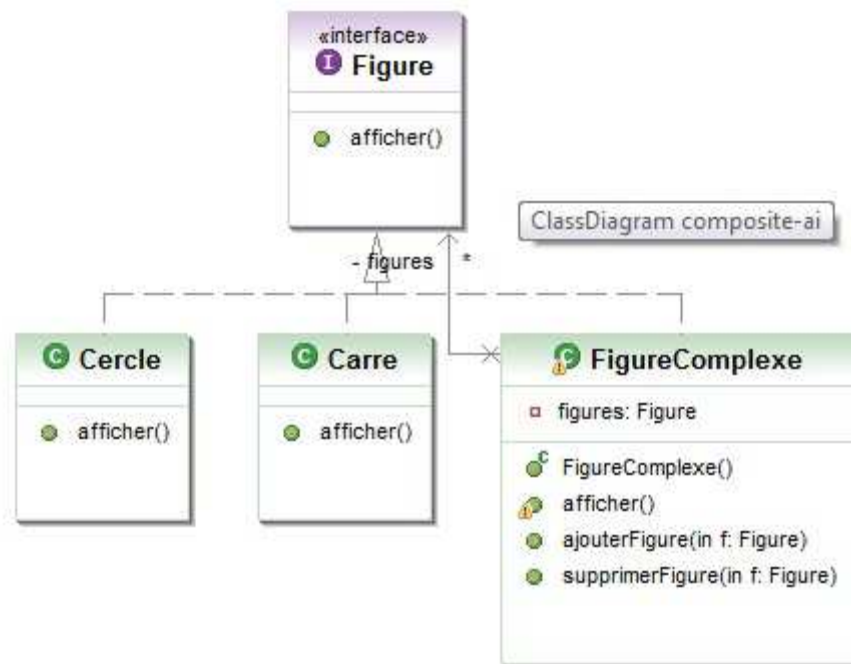 «interface»
I Figure
afficher()
ClassDiagram composite-ai
- figures *
C Cercle
afficher()
C Carre
afficher()
C FigureComplexe
figures: Figure
C FigureComplexe()
afficher()
ajouterFigure(in f: Figure)
supprimerFigure(in f: Figure)